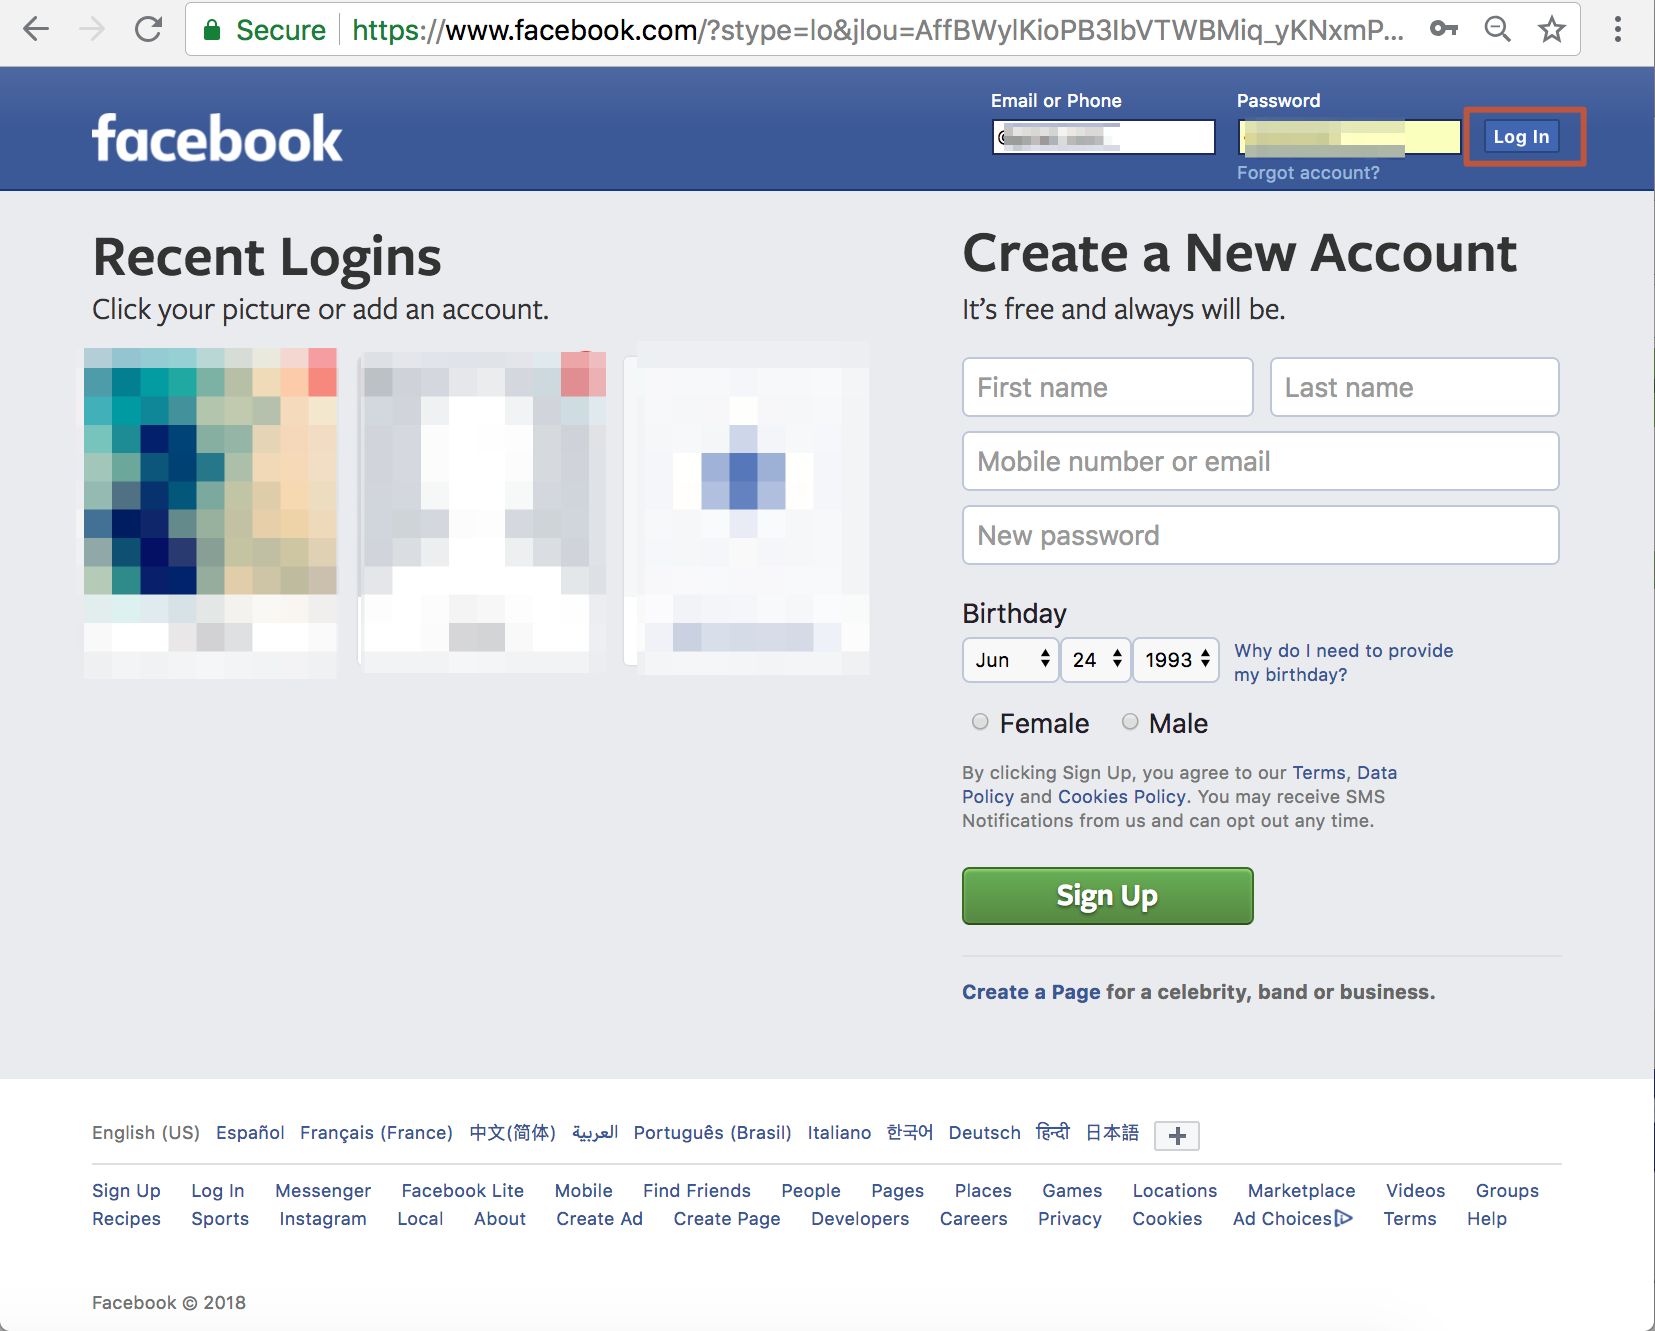 Secure https://www.facebook.com/?stype=lo&jlou=AffBWylKioPB3IbVTWBMiq_yKNxmP...
facebook
Email or Phone
Password
Log In
Forgot account?
Recent Logins
Click your picture or add an account.
Create a New Account
It's free and always will be.
First name
Last name
Mobile number or email
New password
Birthday
Jun 24 1993
Why do I need to provide
my birthday?
Female Male
By clicking Sign Up, you agree to our Terms, Data
Policy and Cookies Policy. You may receive SMS
Notifications from us and can opt out any time.
Sign Up
Create a Page for a celebrity, band or business.
English (US) Español Français (France) 中文(简体) العربية Português (Brasil) Italiano 한국어 Deutsch हिन्दी 日本語
Sign Up Log In Messenger Facebook Lite Mobile Find Friends People Pages Places Games Locations Marketplace Videos Groups
Recipes Sports Instagram Local About Create Ad Create Page Developers Careers Privacy Cookies Ad Choices Terms Help
Facebook © 2018